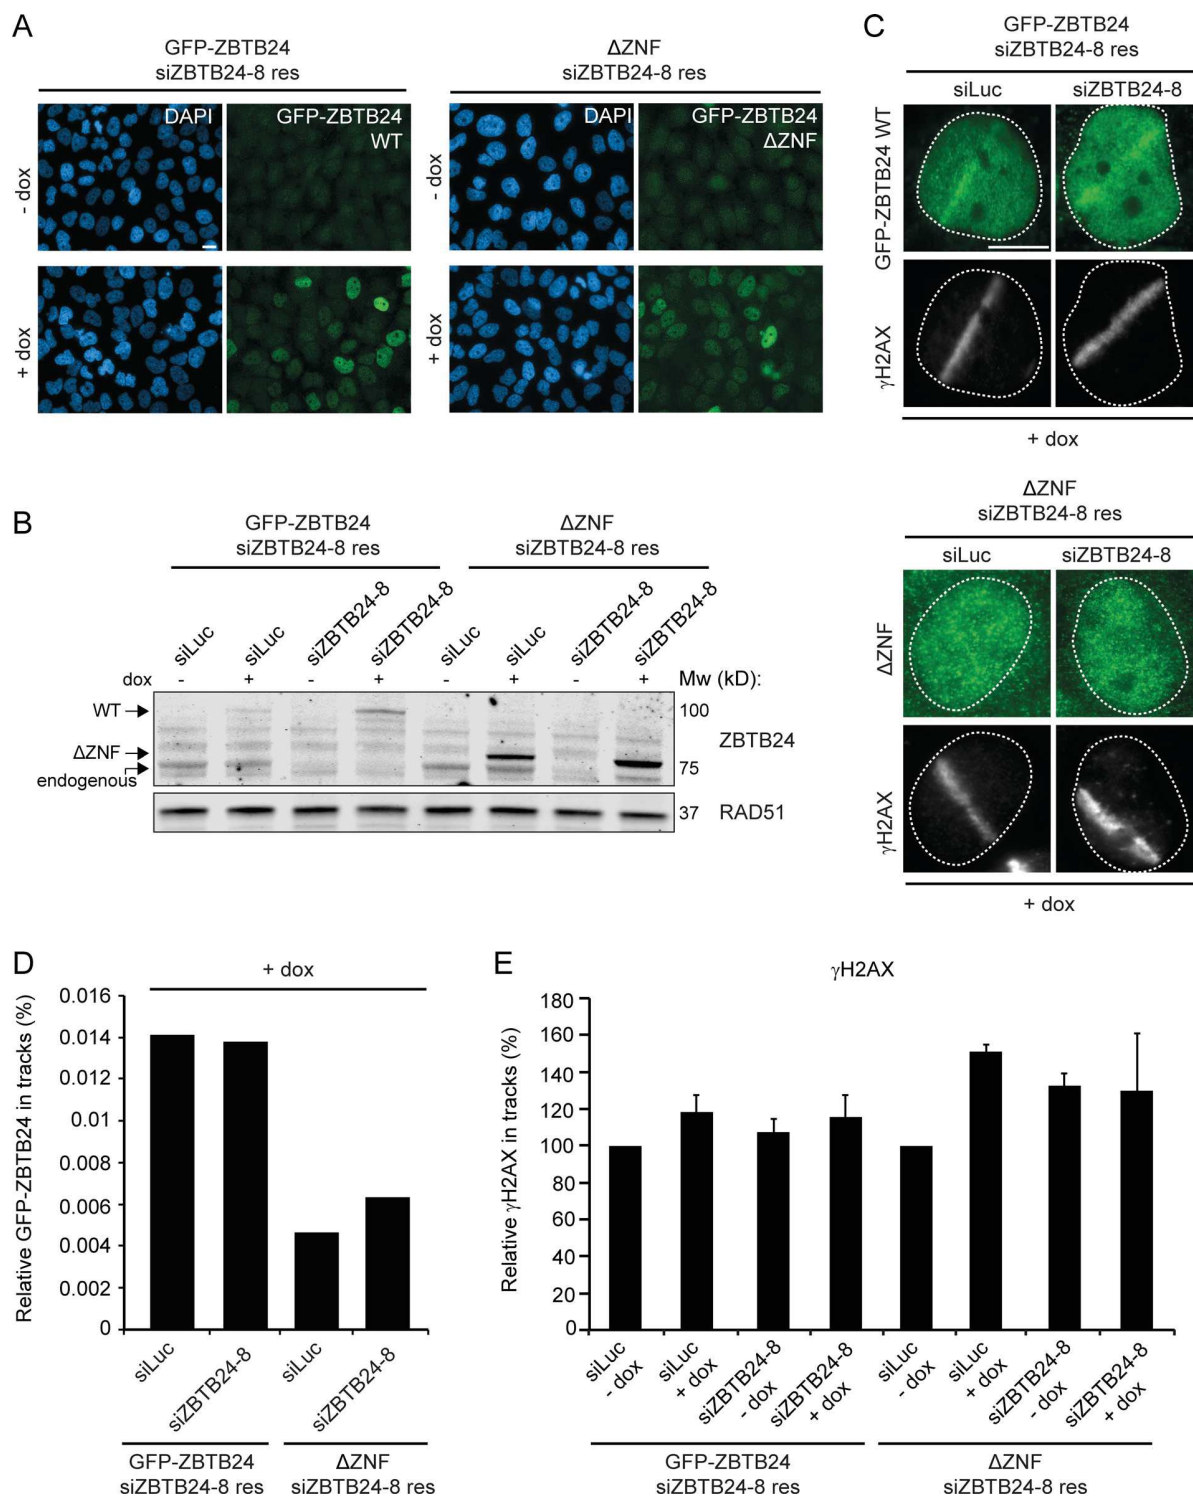 A
GFP-ZBTB24
siZBTB24-8 res
ΔZNF
siZBTB24-8 res
DAPI
GFP-ZBTB24
WT
DAPI
GFP-ZBTB24
ΔZNF
- dox
- dox
+ dox
+ dox
C
GFP-ZBTB24
siZBTB24-8 res
siLuc
siZBTB24-8
GFP-ZBTB24 WT
γH2AX
+ dox
ΔZNF
siZBTB24-8 res
siLuc
siZBTB24-8
ΔZNF
γH2AX
+ dox
B
GFP-ZBTB24
siZBTB24-8 res
ΔZNF
siZBTB24-8 res
siLuc
siLuc
siZBTB24-8
siZBTB24-8
siLuc
siLuc
siZBTB24-8
siZBTB24-8
dox - + - + - + - + Mw (kD):
WT
100
ZBTB24
ΔZNF
endogenous
75
37
RAD51
D
+ dox
Relative GFP-ZBTB24 in tracks (%)
0.016
0.014
0.012
0.01
0.008
0.006
0.004
0.002
0
siLuc
siZBTB24-8
siLuc
siZBTB24-8
GFP-ZBTB24
siZBTB24-8 res
ΔZNF
siZBTB24-8 res
E
γH2AX
Relative γH2AX in tracks (%)
180
160
140
120
100
80
60
40
20
0
siLuc
- dox
siLuc
+ dox
siZBTB24-8
- dox
siZBTB24-8
+ dox
siLuc
- dox
siLuc
+ dox
siZBTB24-8
- dox
siZBTB24-8
+ dox
GFP-ZBTB24
siZBTB24-8 res
ΔZNF
siZBTB24-8 res